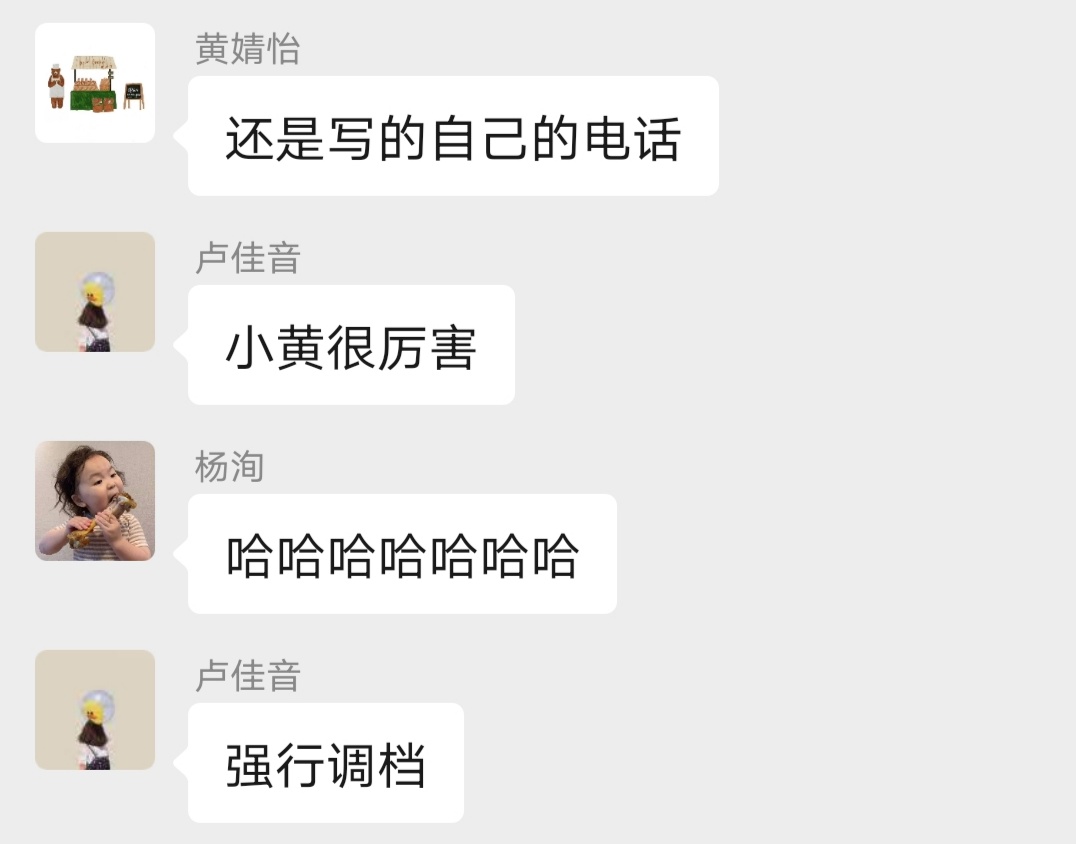 黄婧怡
还是写的自己的电话
卢佳音
小黄很厉害
杨洵
哈哈哈哈哈哈哈
卢佳音
强行调档